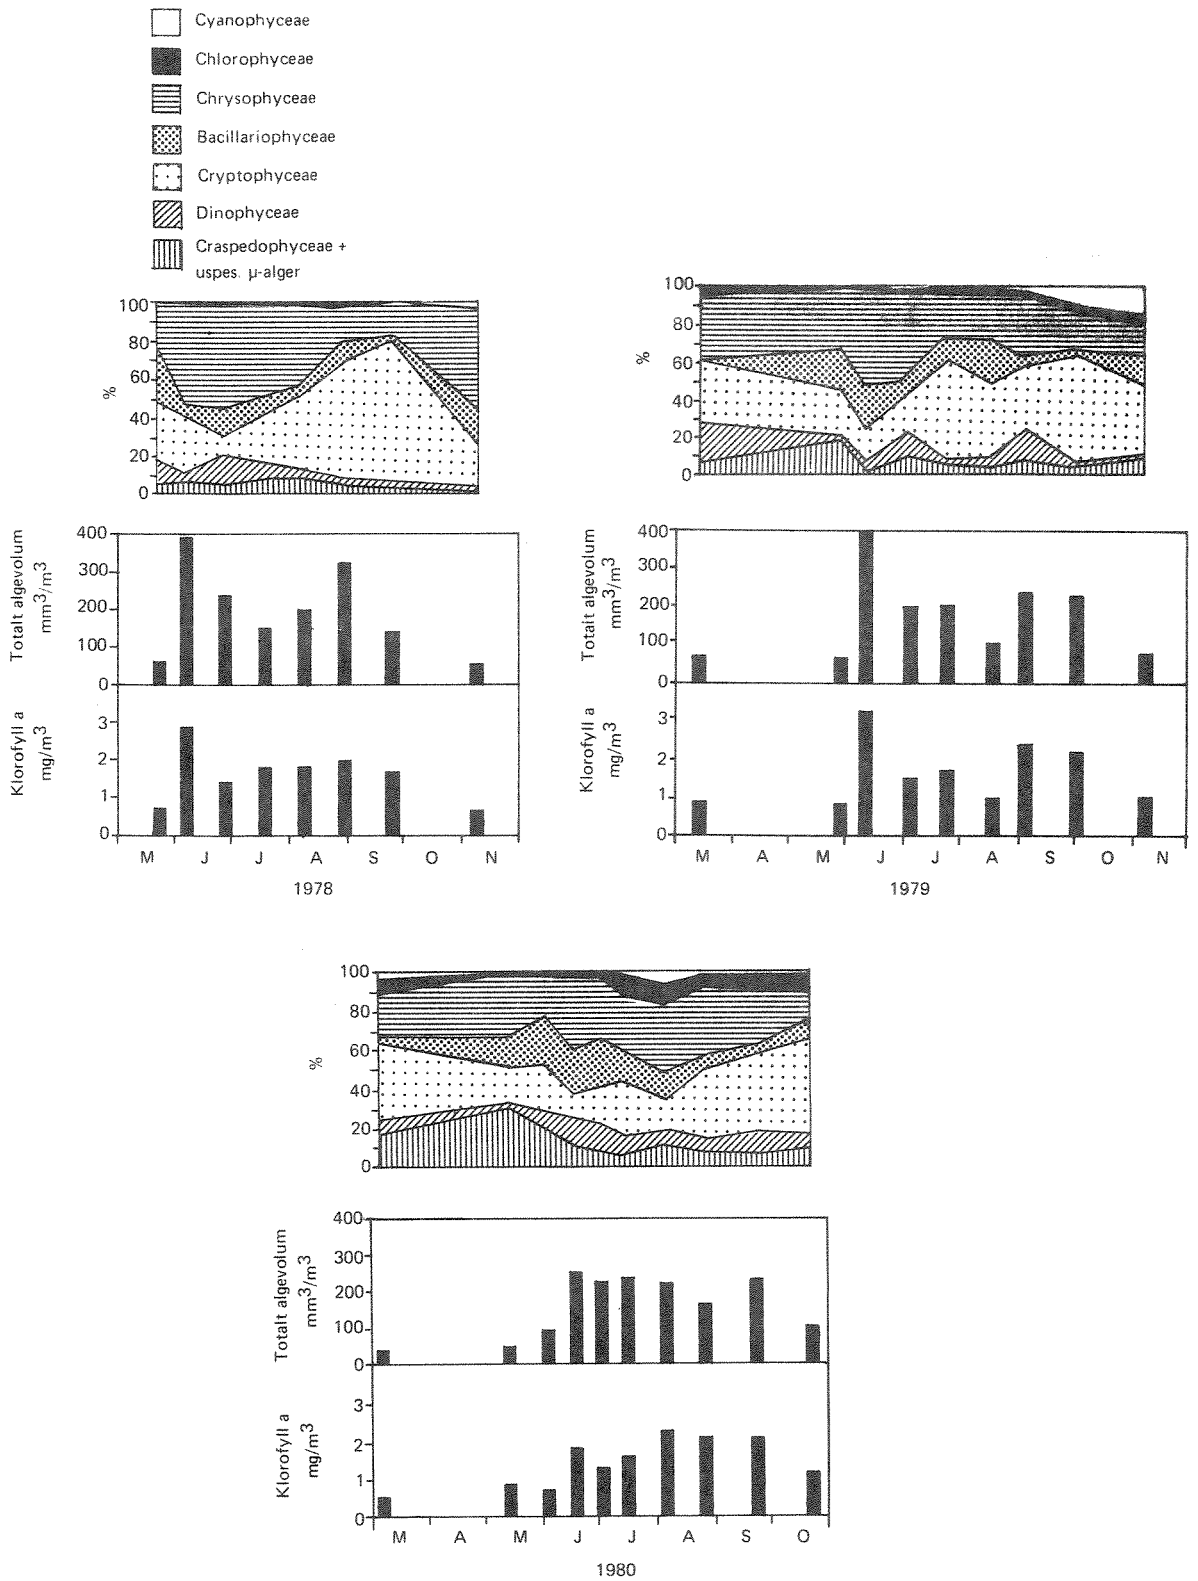 Cyanophyceae
Chlorophyceae
Chrysophyceae
Bacillariophyceae
Cryptophyceae
Dinophyceae
Craspedophyceae +
uspes. µ-alger
100
80
60
40
20
0
%
400
300
200
100
0
Totalt algevolum
mm3/m3
3
2
1
0
Klorofyll a
mg/m3
M J J A S O N
1978
100
80
60
40
20
0
%
400
300
200
100
0
Totalt algevolum
mm3/m3
3
2
1
0
Klorofyll a
mg/m3
M A M J J A S O N
1979
100
80
60
40
20
0
%
400
300
200
100
0
Totalt algevolum
mm3/m3
3
2
1
0
Klorofyll a
mg/m3
M A M J J A S O
1980